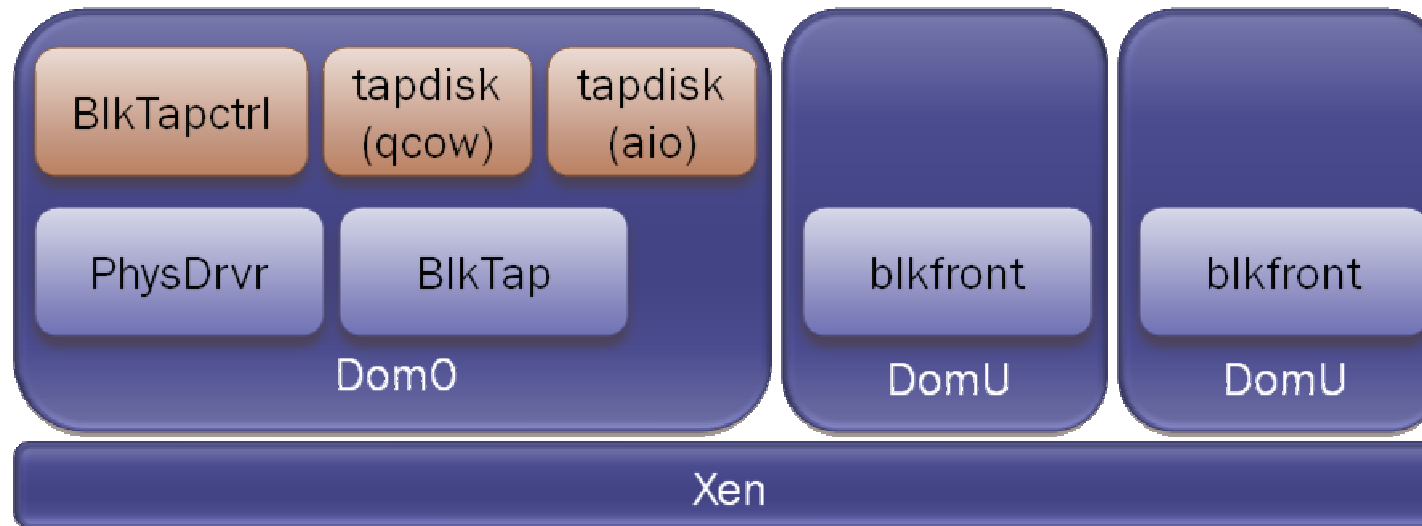 BlkTapctrl
tapdisk
(qcow)
tapdisk
(aio)
PhysDrvr
BlkTap
blkfront
blkfront
Dom0
DomU
DomU
Xen